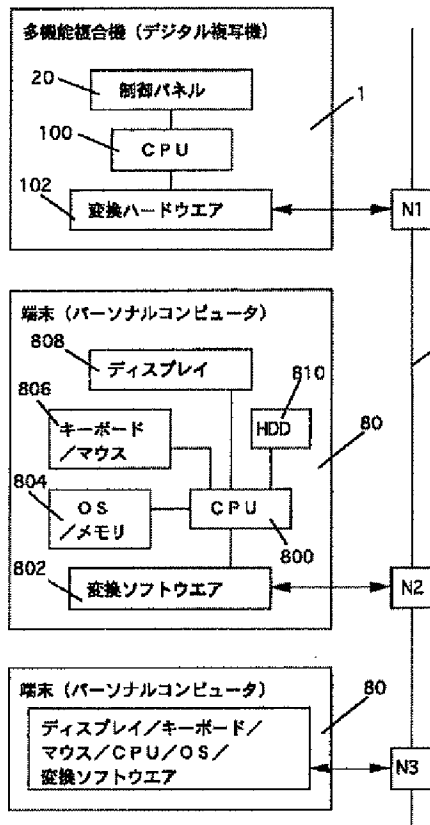 多機能複合機（デジタル複写機）
20
制御パネル
1
100
ＣＰＵ
102
変換ハードウエア
N1
端末（パーソナルコンピュータ）
808
ディスプレイ
810
806
キーボード
／マウス
HDD
80
804
ＯＳ
／メモリ
ＣＰＵ
800
802
変換ソフトウエア
N2
端末（パーソナルコンピュータ）
80
ディスプレイ／キーボード／
マウス／ＣＰＵ／ＯＳ／
変換ソフトウエア
N3